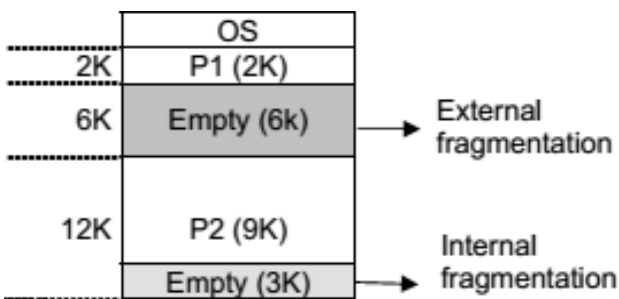 OS
2K
P1 (2K)
6K
Empty (6k)
External
fragmentation
12K
P2 (9K)
Internal
fragmentation
Empty (3K)